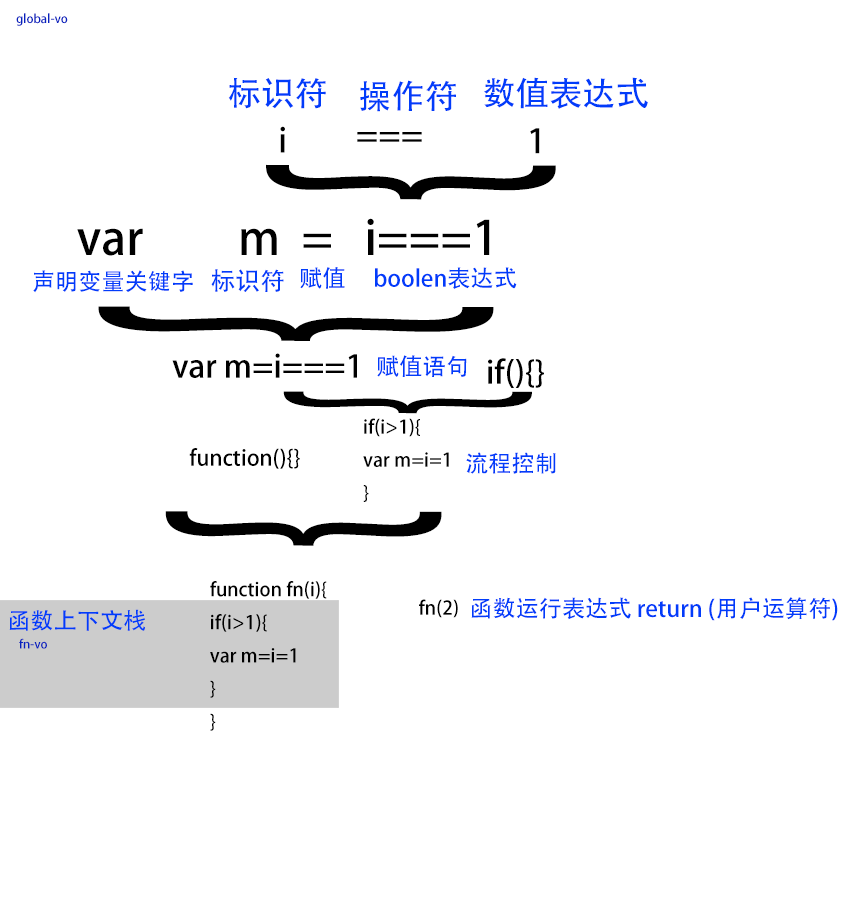 global-vo
标识符 操作符 数值表达式
i === 1
var m = i===1
声明变量关键字 标识符 赋值 boolen表达式
var m=i===1 赋值语句 if(){}
if(i>1){
function(){} var m=i=1 流程控制
}
function fn(i){
函数上下文栈 if(i>1){ fn(2) 函数运行表达式 return (用户运算符)
fn-vo
var m=i=1
}
}